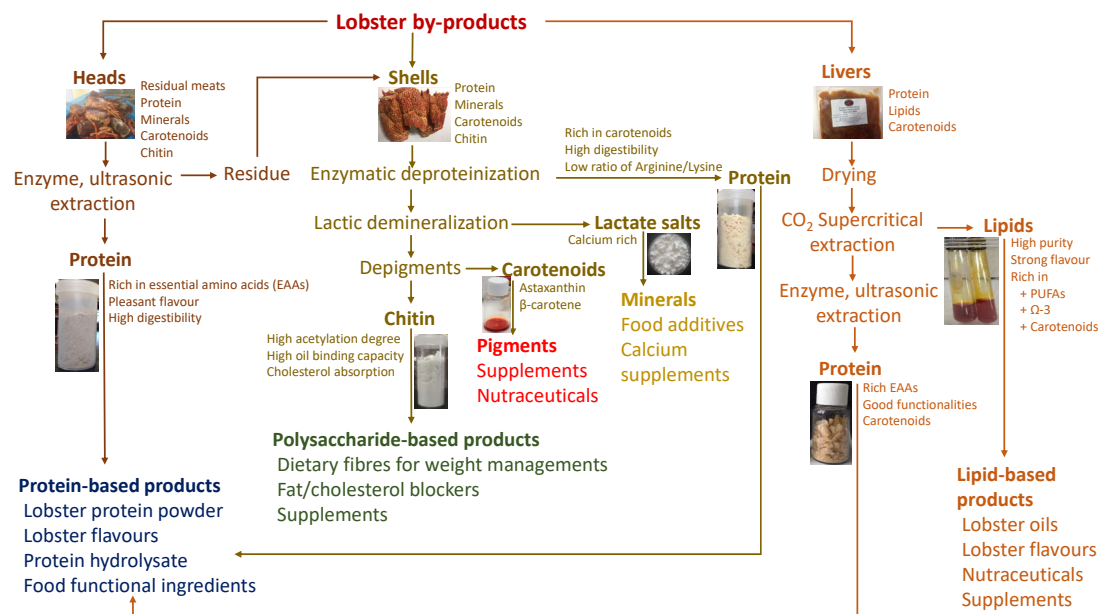 Lobster by-products
Heads
Residual meats
Protein
Minerals
Carotenoids
Chitin
Enzyme, ultrasonic
extraction
Residue
Protein
Rich in essential amino acids (EAAs)
Pleasant flavour
High digestibility
Shells
Protein
Minerals
Carotenoids
Chitin
Enzymatic deproteinization
Rich in carotenoids
High digestibility
Low ratio of Arginine/Lysine
Protein
Lactic demineralization
Lactate salts
Calcium rich
Minerals
Food additives
Calcium
supplements
Depigments
Carotenoids
Astaxanthin
β-carotene
Pigments
Supplements
Nutraceuticals
Chitin
High acetylation degree
High oil binding capacity
Cholesterol absorption
Polysaccharide-based products
Dietary fibres for weight managements
Fat/cholesterol blockers
Supplements
Livers
Protein
Lipids
Carotenoids
Drying
CO2 Supercritical
extraction
Lipids
High purity
Strong flavour
Rich in
+ PUFAs
+ Ω-3
+ Carotenoids
Enzyme, ultrasonic
extraction
Protein
Rich EAAs
Good functionalities
Carotenoids
Protein-based products
Lobster protein powder
Lobster flavours
Protein hydrolysate
Food functional ingredients
Lipid-based
products
Lobster oils
Lobster flavours
Nutraceuticals
Supplements